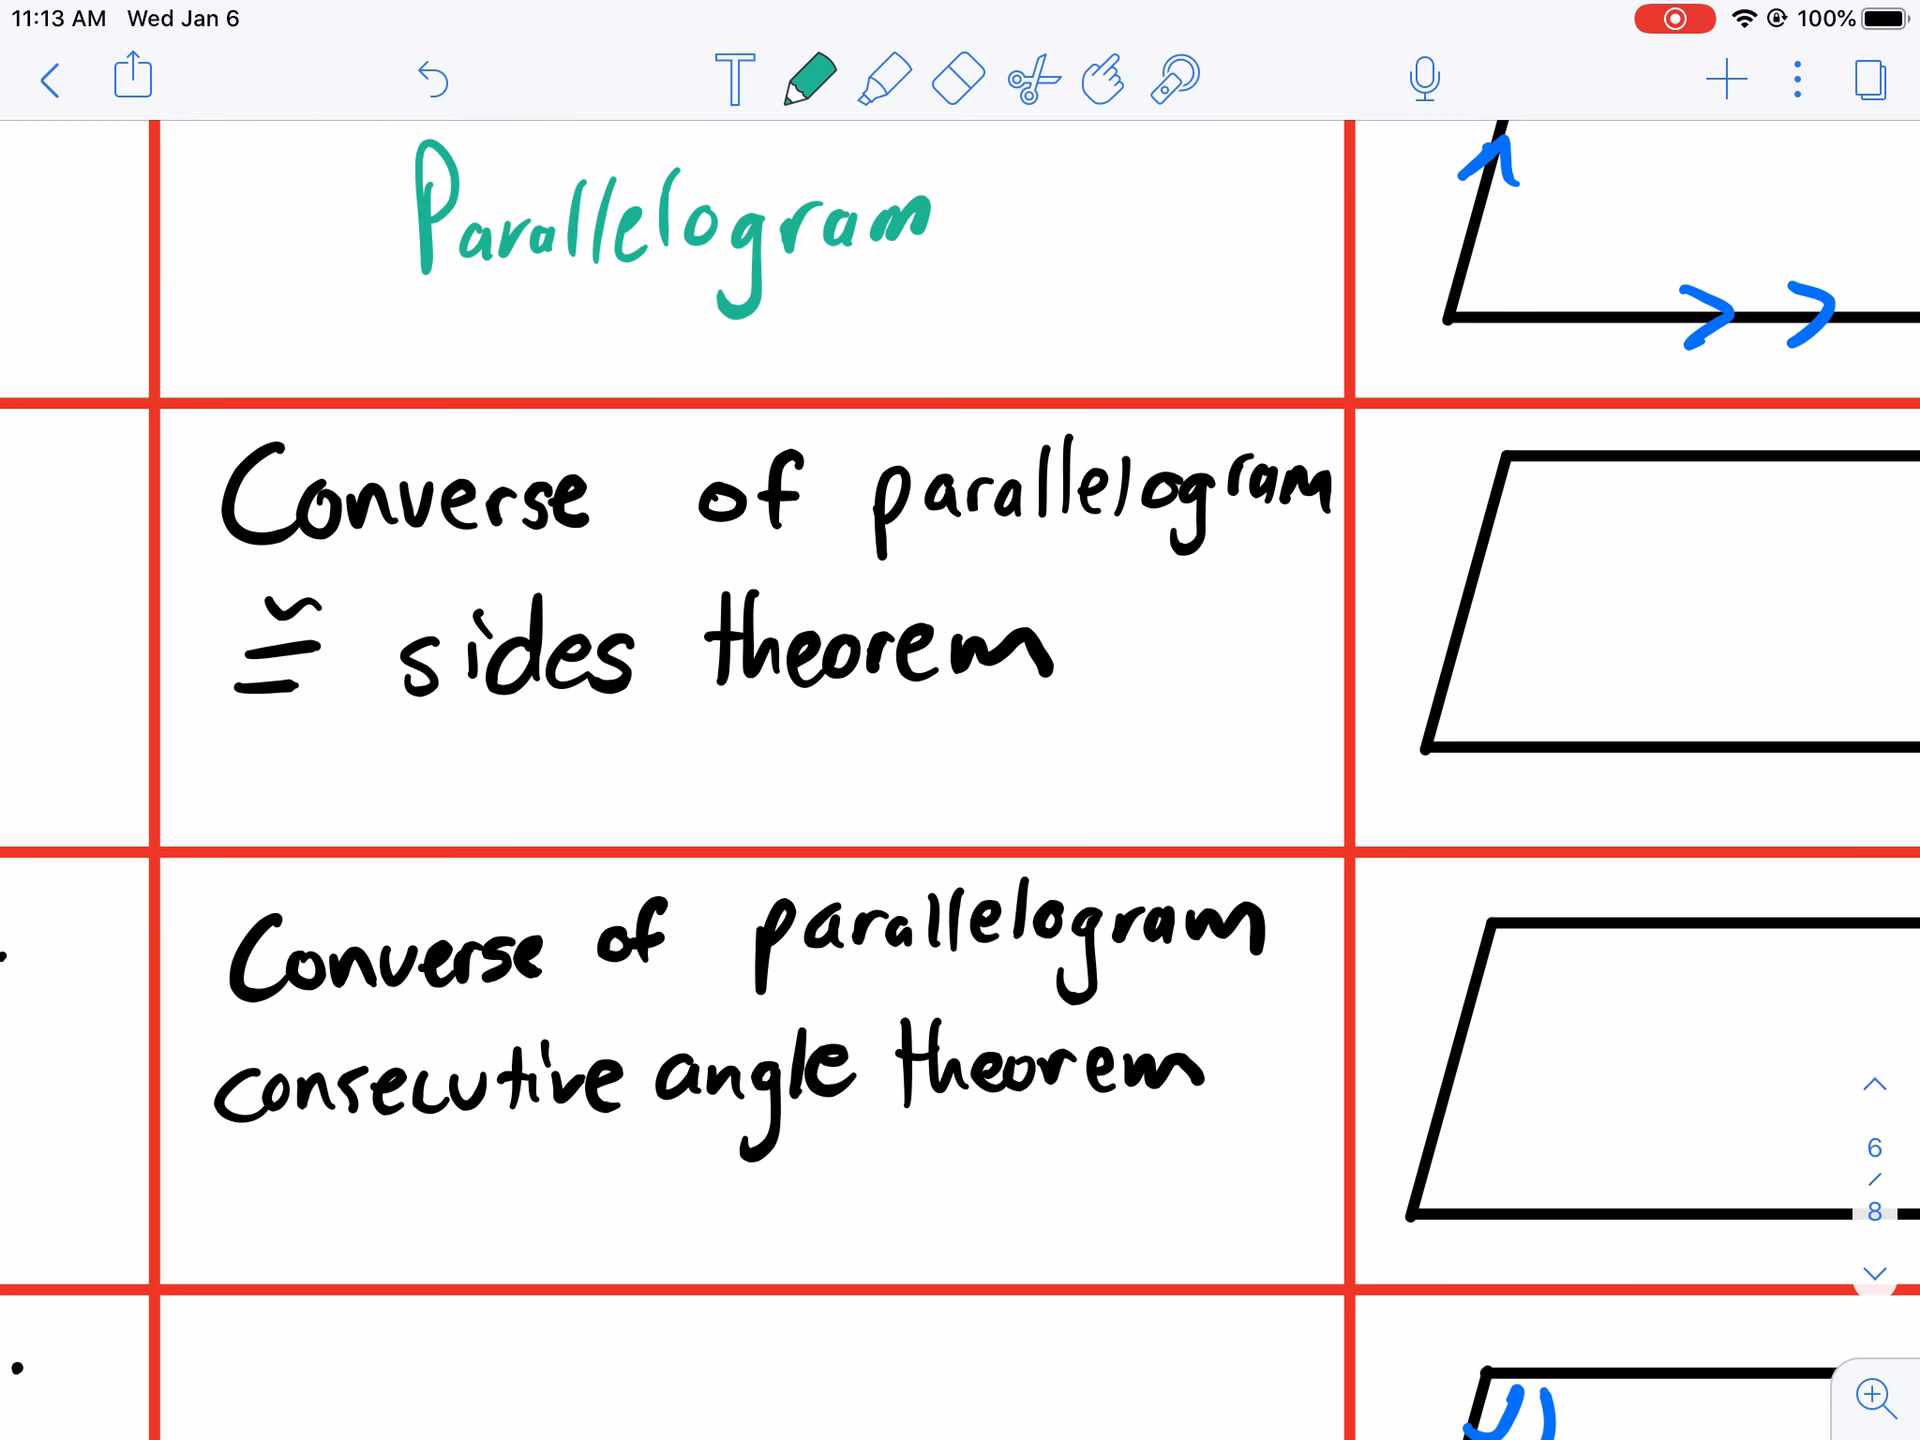 11:13 AM Wed Jan 6
100%
T
Parallelogram
Converse of parallelogram
≅ sides theorem
Converse of parallelogram
consecutive angle theorem
6
/
8